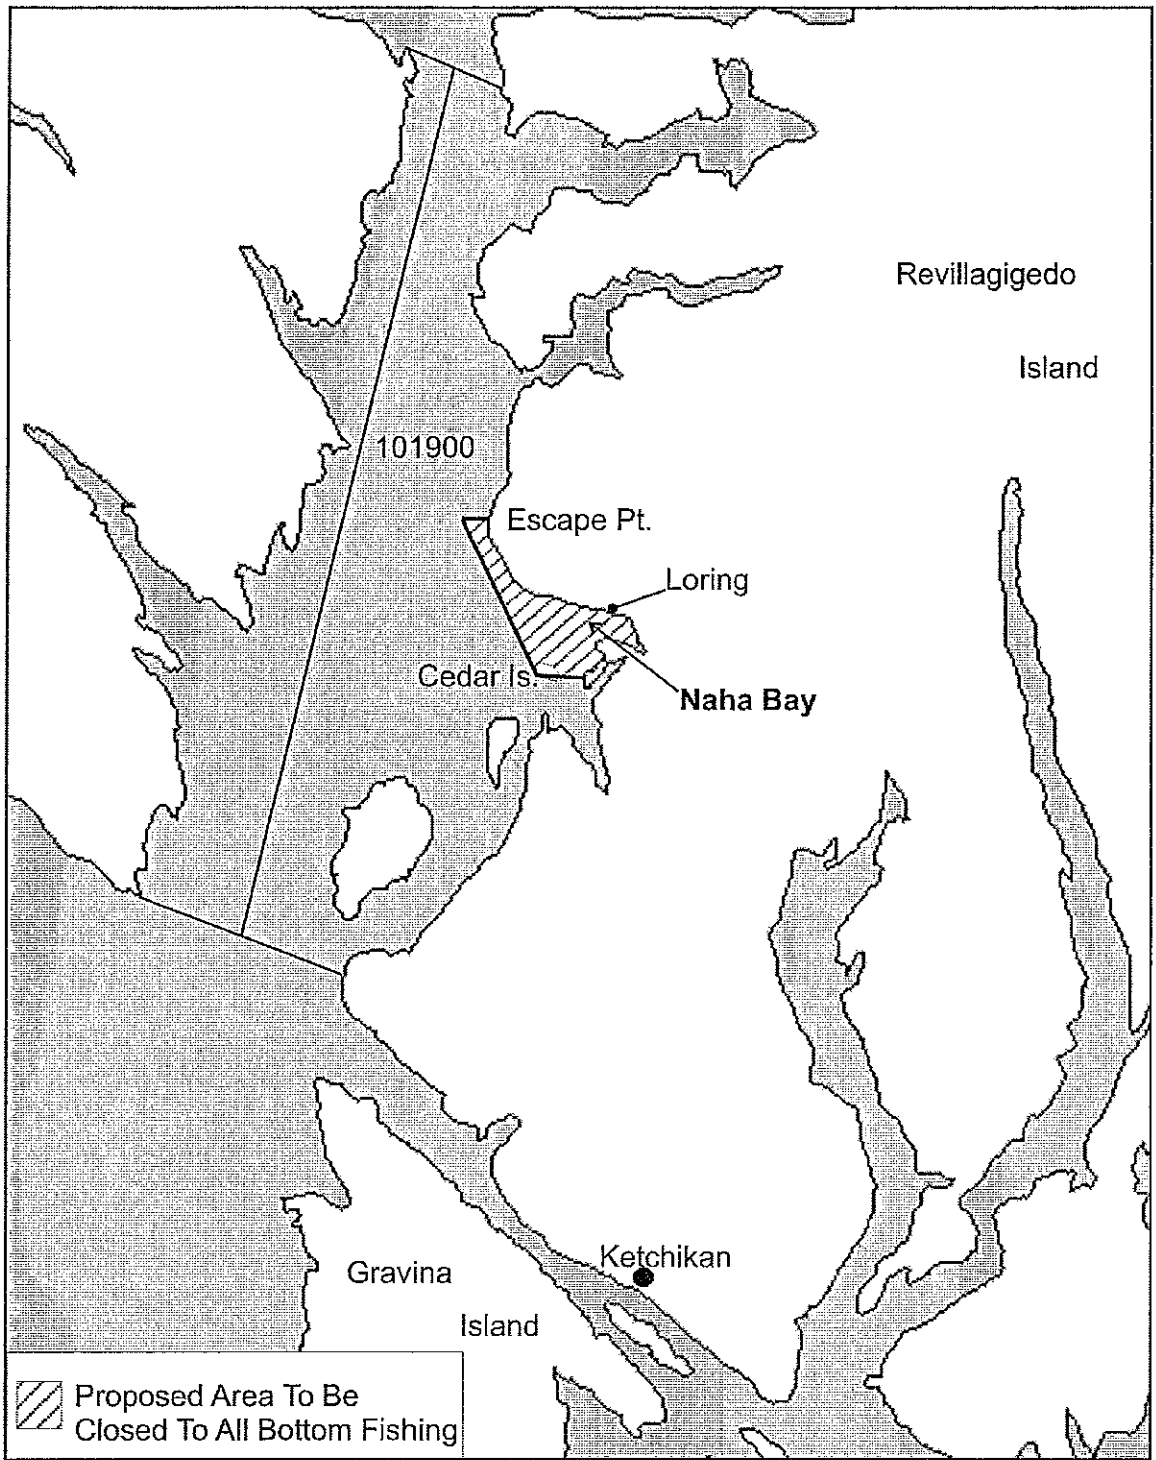 Revillagigedo
Island
101900
Escape Pt.
Loring
Cedar Is.
Naha Bay
Ketchikan
Gravina
Island
Proposed Area To Be
Closed To All Bottom Fishing